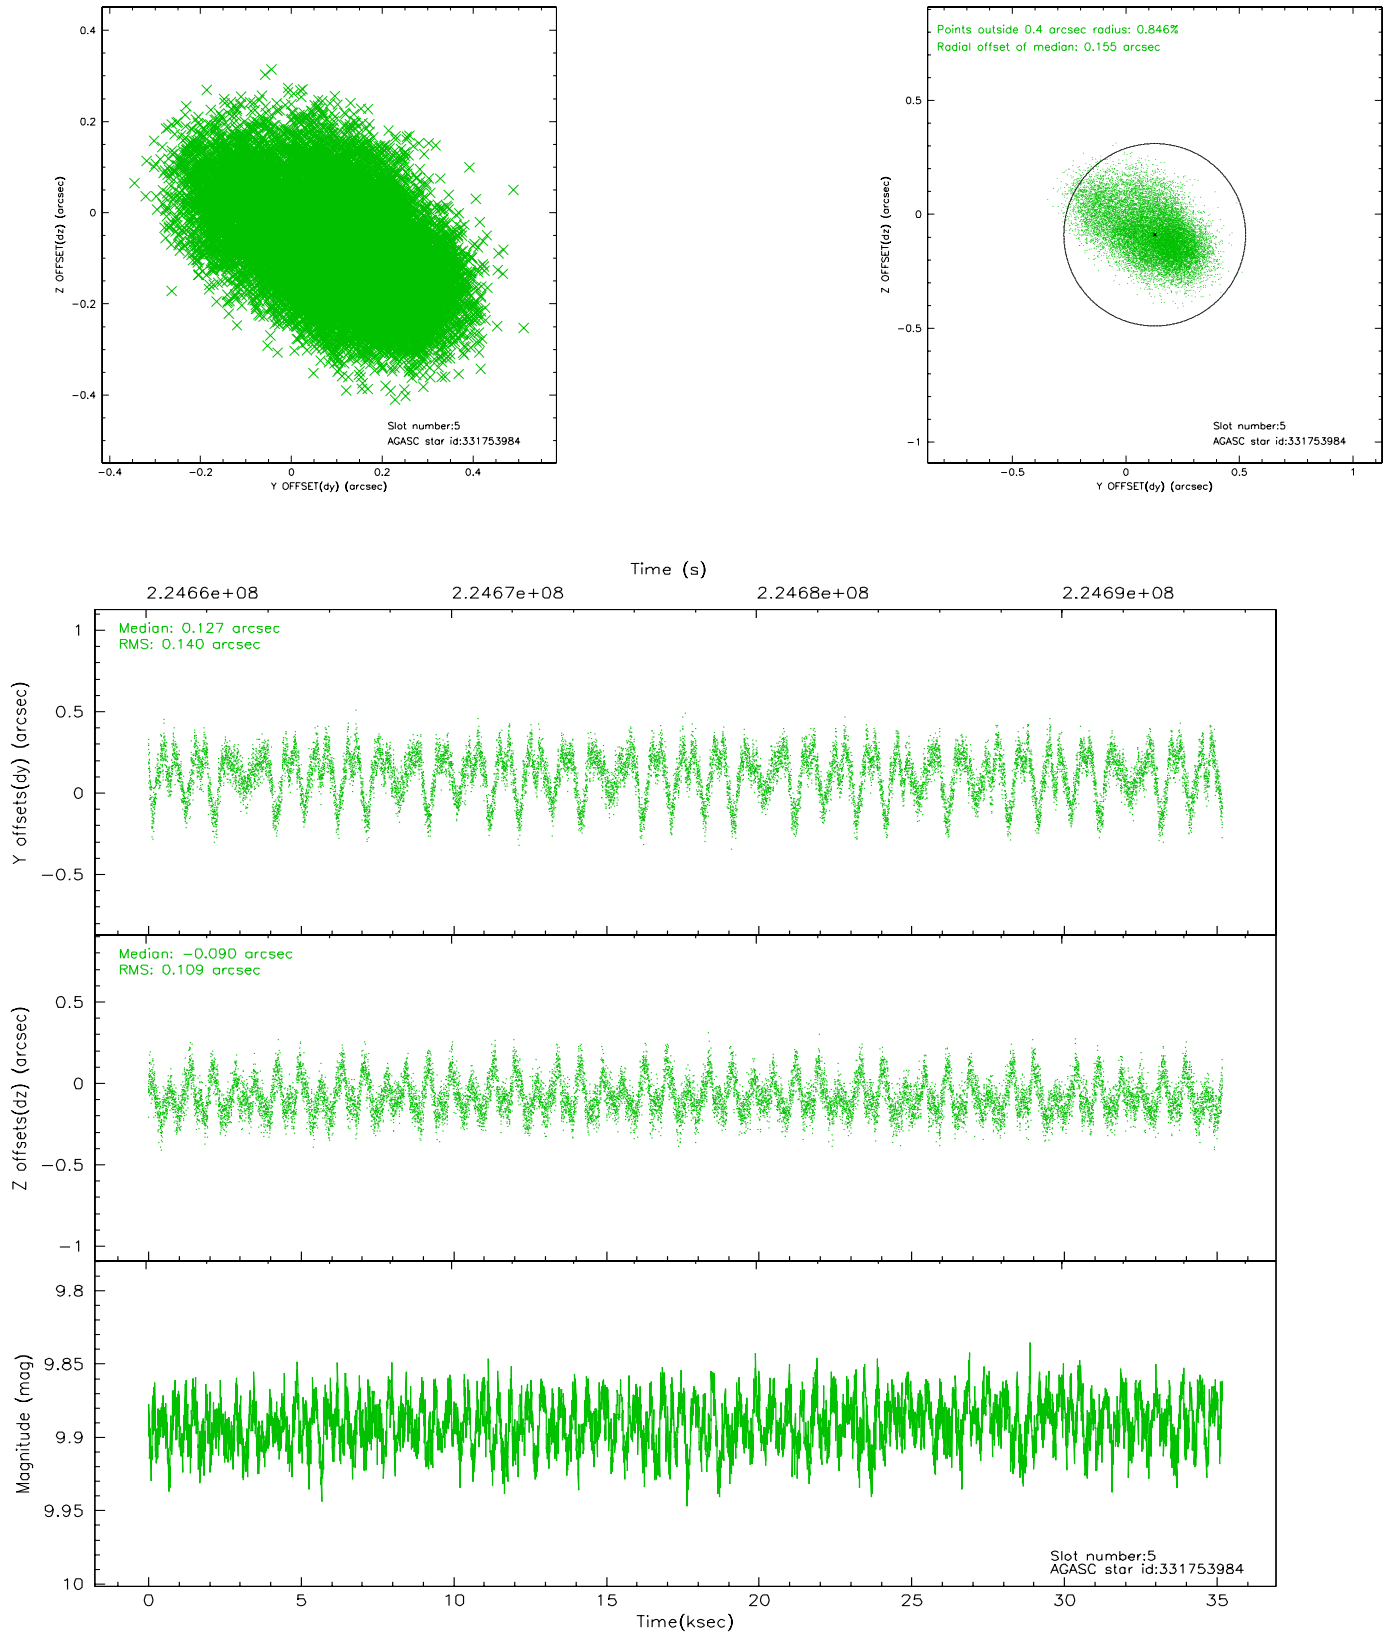 0.4
0.2
0
−0.2
−0.4
Z OFFSET(dz) (arcsec)
Slot number:5
AGASC star id:331753984
−0.4 −0.2 0 0.2 0.4
Y OFFSET(dy) (arcsec)
Points outside 0.4 arcsec radius: 0.846%
Radial offset of median: 0.155 arcsec
0.5
0
−0.5
−1
Z OFFSET(dz) (arcsec)
Slot number:5
AGASC star id:331753984
−0.5 0 0.5 1
Y OFFSET(dy) (arcsec)
Time (s)
2.2466e+08 2.2467e+08 2.2468e+08 2.2469e+08
Median: 0.127 arcsec
RMS: 0.140 arcsec
1
0.5
0
−0.5
Y offsets(dy) (arcsec)
Median: −0.090 arcsec
RMS: 0.109 arcsec
0.5
0
−0.5
−1
Z offsets(dz) (arcsec)
9.8
9.85
9.9
9.95
10
Magnitude (mag)
Slot number:5
AGASC star id:331753984
0 5 10 15 20 25 30 35
Time(ksec)